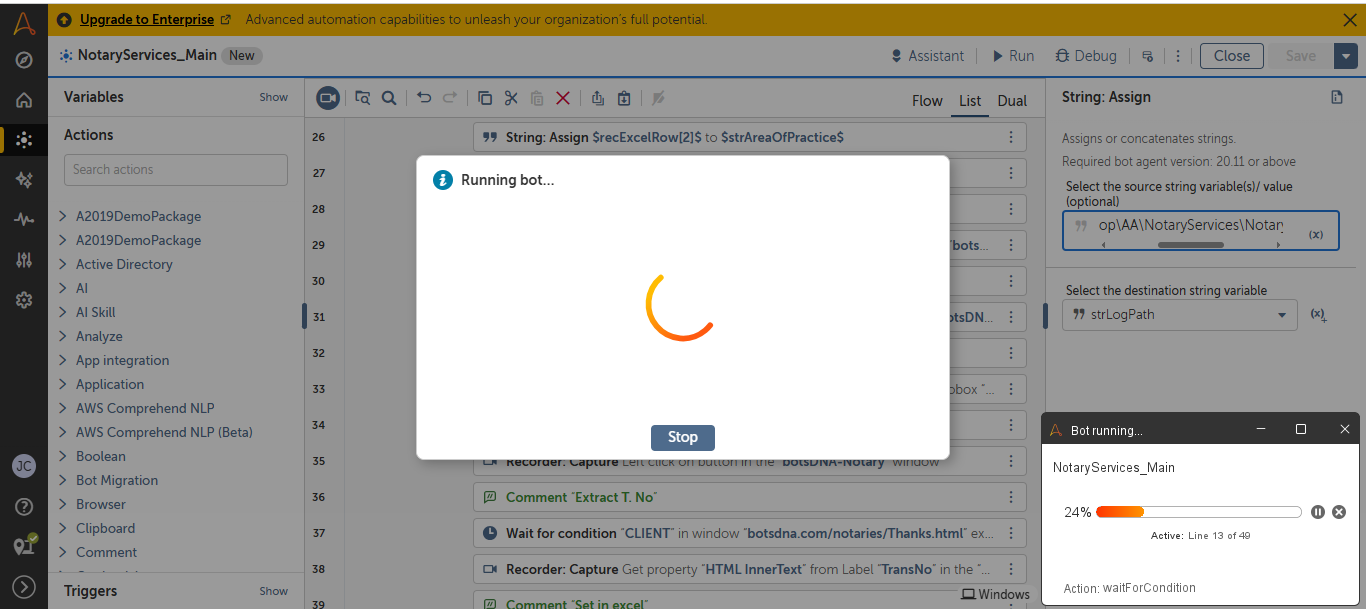 Upgrade to Enterprise Advanced automation capabilities to unleash your organization's full potential.
NotaryServices_Main New Assistant Run Debug Close Save
Variables Show
Actions
Search actions
A2019DemoPackage
A2019DemoPackage
Active Directory
AI
AI Skill
Analyze
App integration
Application
AWS Comprehend NLP
AWS Comprehend NLP (Beta)
Boolean
Bot Migration
Browser
Clipboard
Comment
Triggers Show
JC
Flow List Dual
26 String: Assign $recExcelRow[2]$ to $strAreaOfPractice$
27
28
29 "bots...
30
31 botsDN...
32
33 obox "...
34
35 Recorder: Capture Left click on button in the "botsDNA-Notary" window
36 Comment "Extract T. No"
37 Wait for condition "CLIENT" in window "botsdna.com/notaries/Thanks.html" ex...
38 Recorder: Capture Get property "HTML InnerText" from Label "TransNo" in the "...
39 Comment "Set in excel"
Windows
Running bot...
Stop
String: Assign
Assigns or concatenates strings.
Required bot agent version: 20.11 or above
Select the source string variable(s)/ value
(optional)
op\AA\NotaryServices\Notary (x)
Select the destination string variable
strLogPath (x)+
Bot running...
NotaryServices_Main
24%
Active: Line 13 of 49
Action: waitForCondition